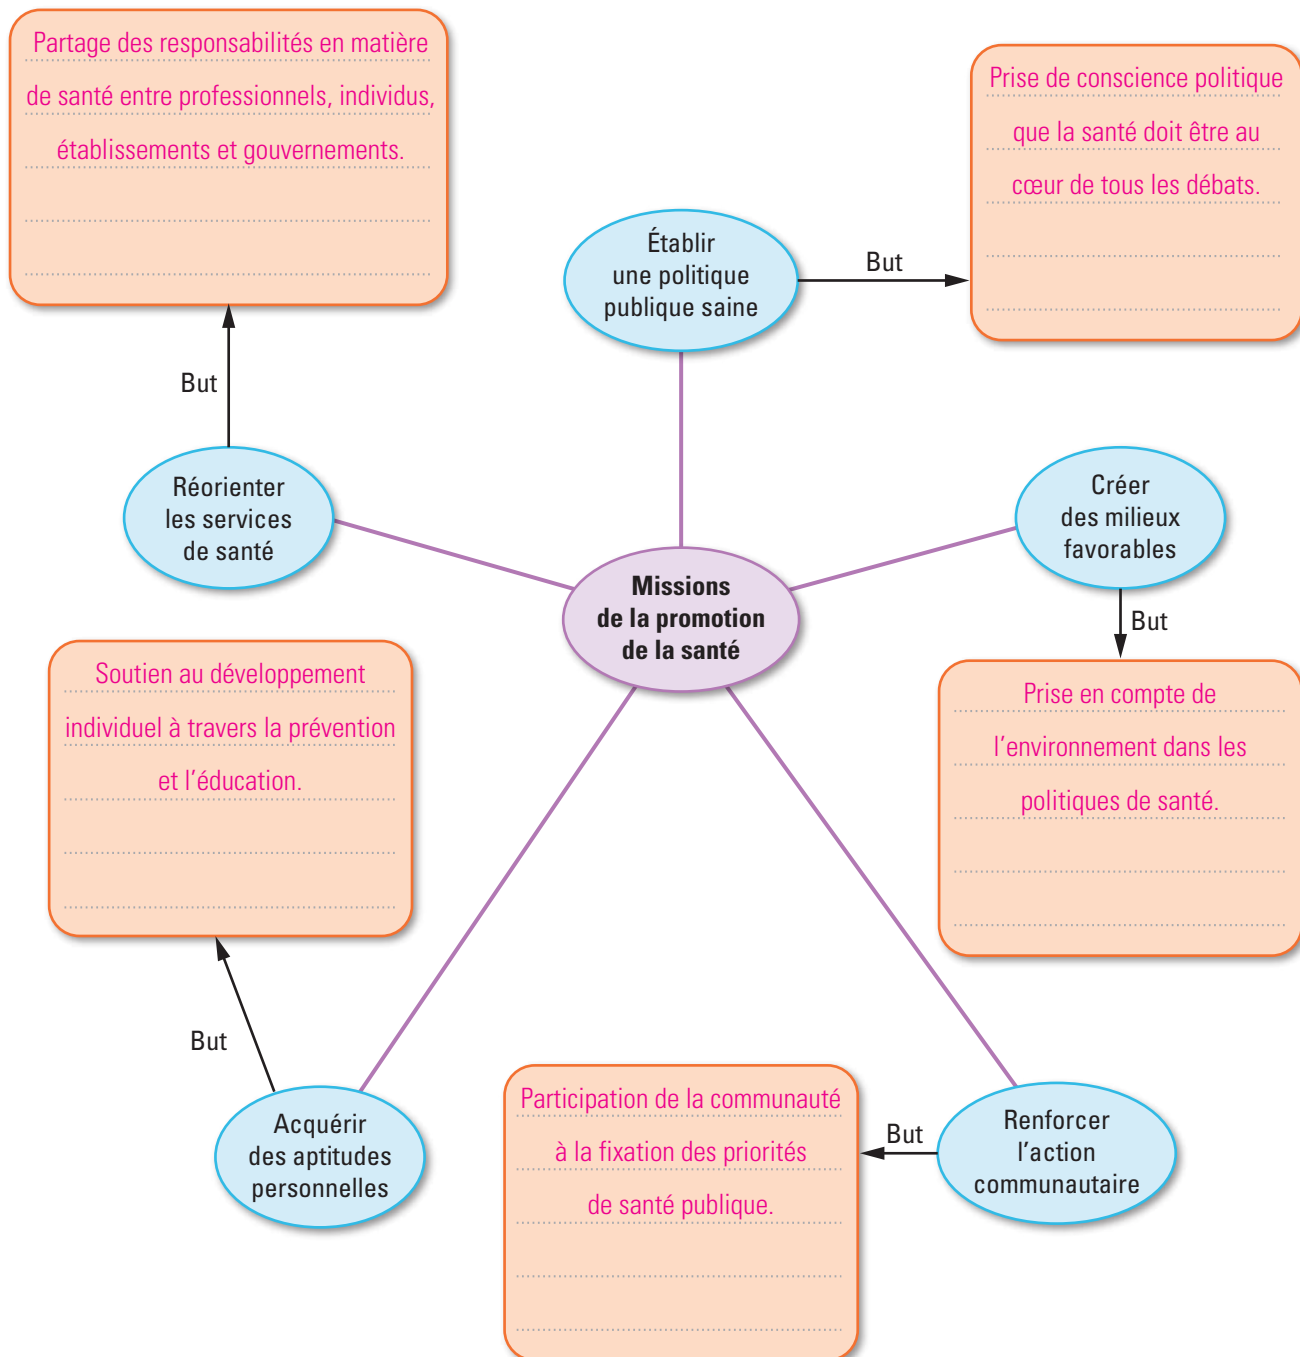 Partage des responsabilités en matière
de santé entre professionnels, individus,
établissements et gouvernements.
Prise de conscience politique
que la santé doit être au
cœur de tous les débats.
Établir
une politique
publique saine
But
But
Réorienter
les services
de santé
Créer
des milieux
favorables
Missions
de la promotion
de la santé
But
Soutien au développement
individuel à travers la prévention
et l'éducation.
Prise en compte de
l'environnement dans les
politiques de santé.
But
Acquérir
des aptitudes
personnelles
Participation de la communauté
à la fixation des priorités
de santé publique.
But
Renforcer
l'action
communautaire